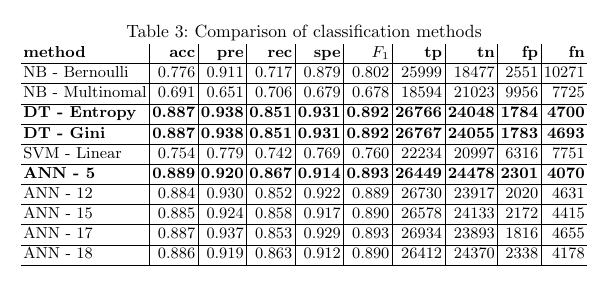 Table 3: Comparison of classification methods
method acc pre rec spe F1 tp tn fp fn
NB - Bernoulli 0.776 0.911 0.717 0.879 0.802 25999 18477 2551 10271
NB - Multinomal 0.691 0.651 0.706 0.679 0.678 18594 21023 9956 7725
DT - Entropy 0.887 0.938 0.851 0.931 0.892 26766 24048 1784 4700
DT - Gini 0.887 0.938 0.851 0.931 0.892 26767 24055 1783 4693
SVM - Linear 0.754 0.779 0.742 0.769 0.760 22234 20997 6316 7751
ANN - 5 0.889 0.920 0.867 0.914 0.893 26449 24478 2301 4070
ANN - 12 0.884 0.930 0.852 0.922 0.889 26730 23917 2020 4631
ANN - 15 0.885 0.924 0.858 0.917 0.890 26578 24133 2172 4415
ANN - 17 0.887 0.937 0.853 0.929 0.893 26934 23893 1816 4655
ANN - 18 0.886 0.919 0.863 0.912 0.890 26412 24370 2338 4178